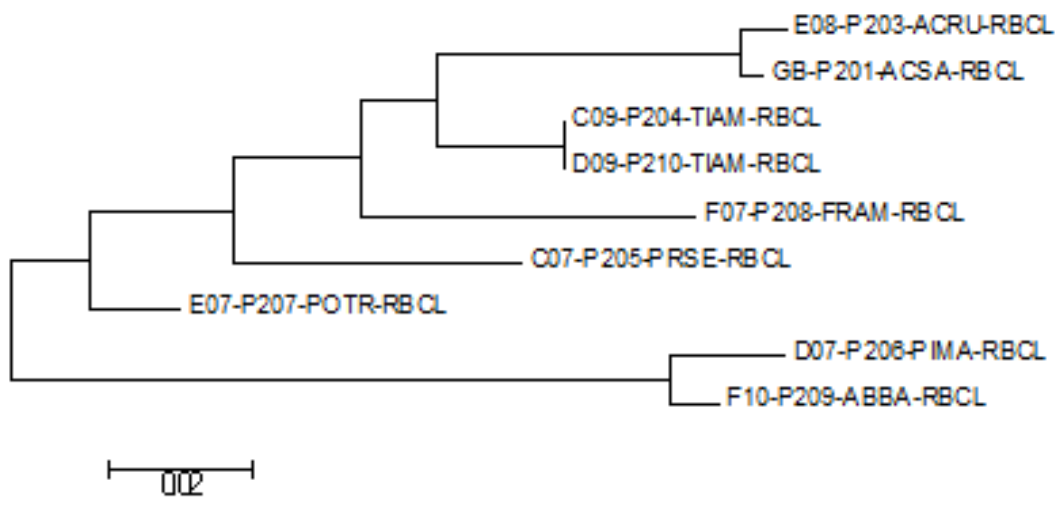 E08-P203-ACRU-RBCL
GB-P201-ACSA-RBCL
C09-P204-TIAM-RBCL
D09-P210-TIAM-RBCL
F07-P208-FRAM-RBCL
C07-P205-PRSE-RBCL
E07-P207-POTR-RBCL
D07-P206-PIMA-RBCL
F10-P209-ABBA-RBCL
0.02